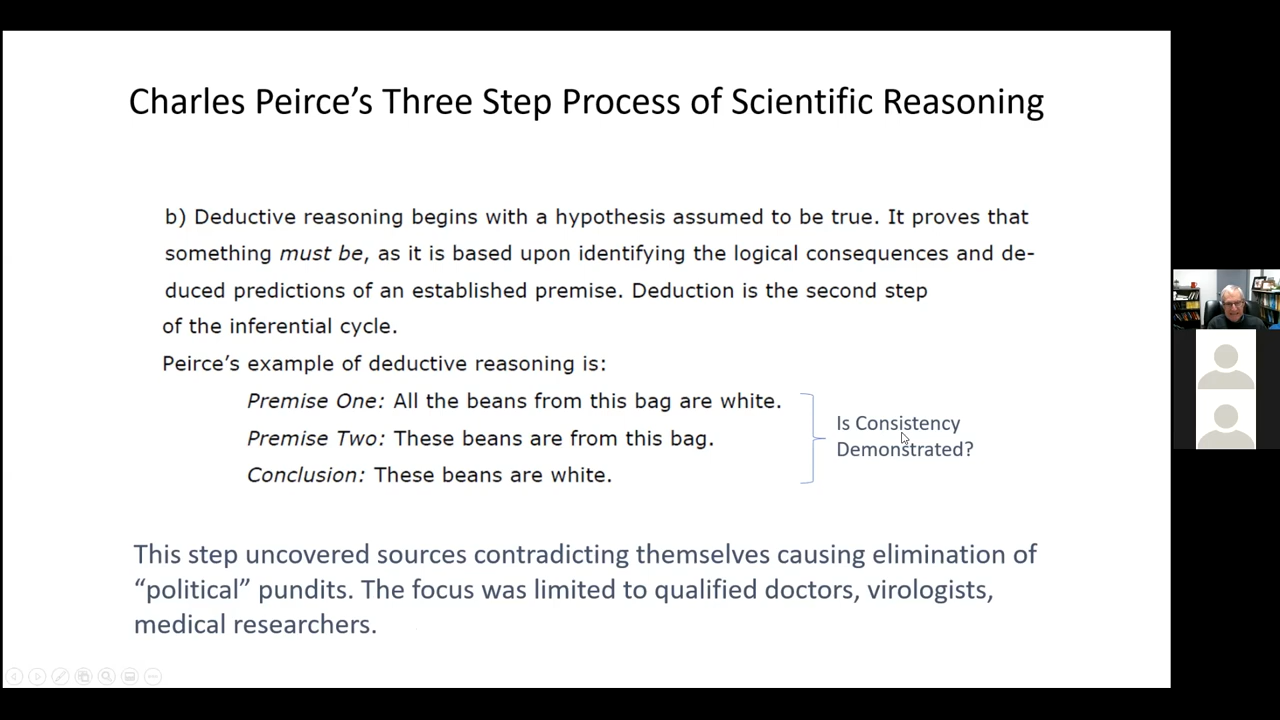 Charles Peirce’s Three Step Process of Scientific Reasoning
b) Deductive reasoning begins with a hypothesis assumed to be true. It proves that
something must be, as it is based upon identifying the logical consequences and de-
duced predictions of an established premise. Deduction is the second step
of the inferential cycle.
Peirce’s example of deductive reasoning is:
Premise One: All the beans from this bag are white.
Premise Two: These beans are from this bag.
Conclusion: These beans are white.
Is Consistency
Demonstrated?
This step uncovered sources contradicting themselves causing elimination of
“political” pundits. The focus was limited to qualified doctors, virologists,
medical researchers.